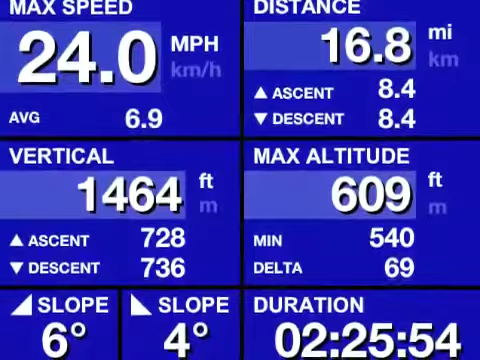 MAX SPEED
24.0 MPH
km/h
AVG 6.9
DISTANCE
16.8 mi
km
▲ ASCENT 8.4
▼ DESCENT 8.4
VERTICAL
1464 ft
m
▲ ASCENT 728
▼ DESCENT 736
MAX ALTITUDE
609 ft
m
MIN 540
DELTA 69
SLOPE
6°
SLOPE
4°
DURATION
02:25:54